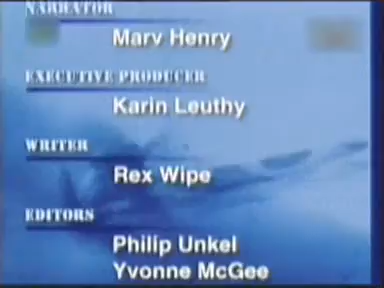 NARRATOR
Marv Henry
EXECUTIVE PRODUCER
Karin Leuthy
WRITER
Rex Wipe
EDITORS
Philip Unkel
Yvonne McGee